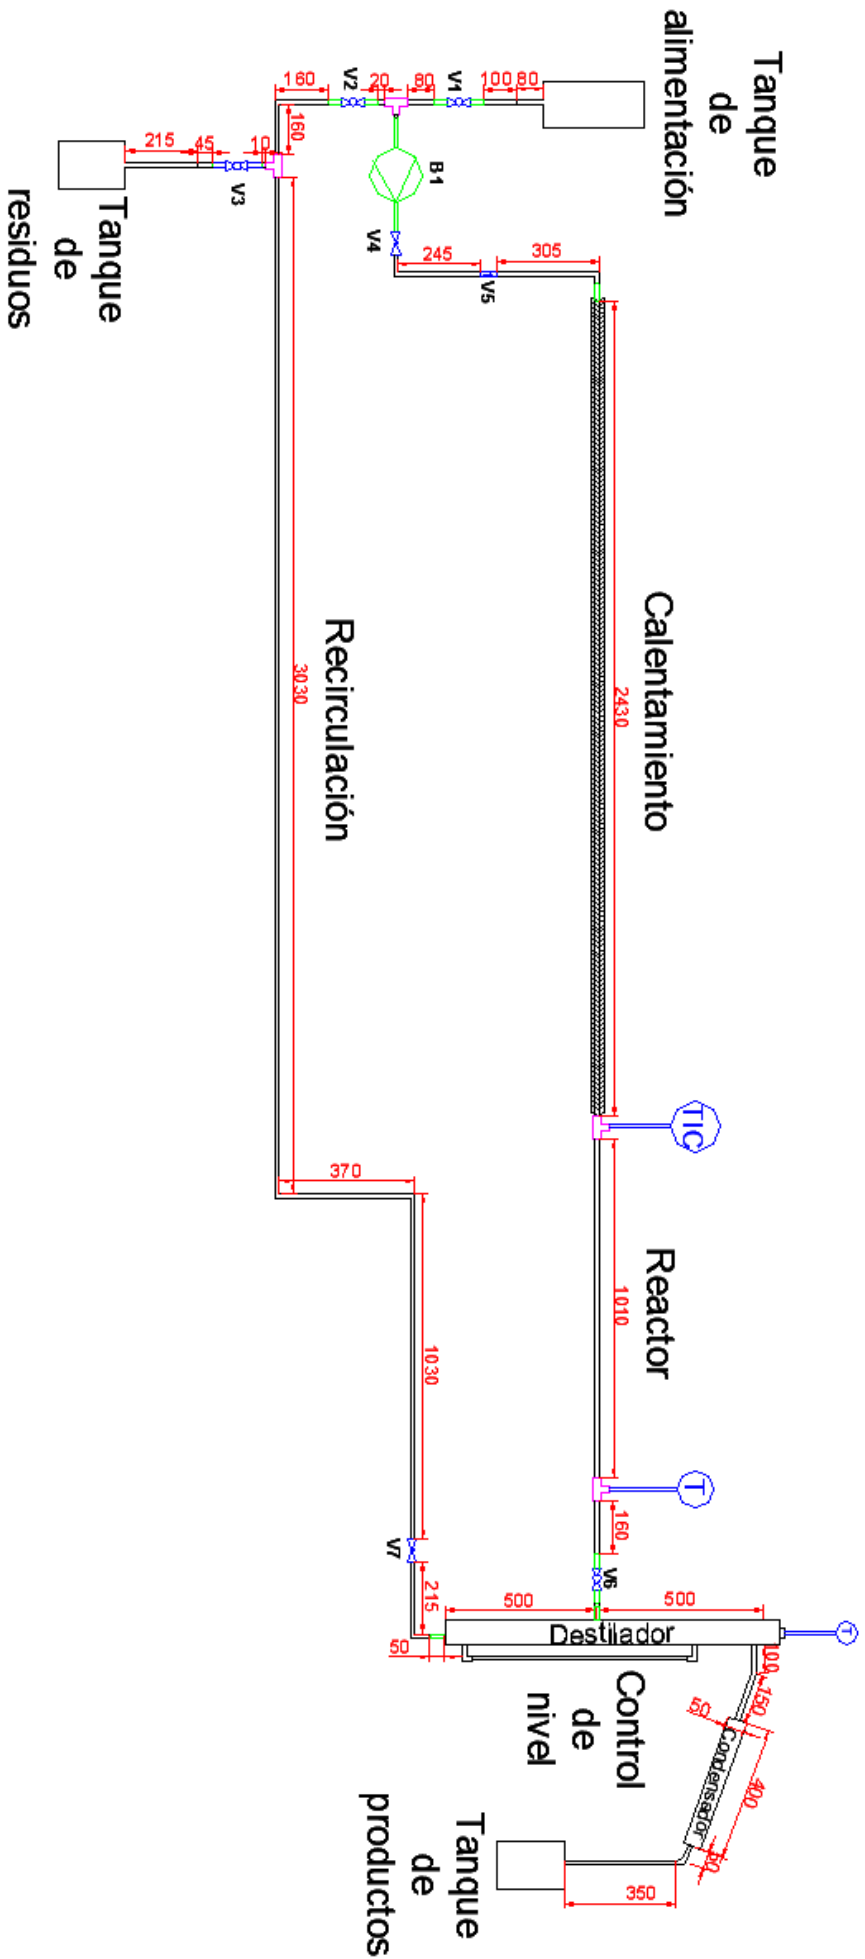 Tanque
de
alimentación
80
100
V1
80
20
V2
160
160
B1
10
45
215
V3
Tanque
de
residuos
V4
245
V5
305
Calentamiento
2430
Recirculación
3030
TIC
Reactor
1010
370
1030
T
160
V6
V7
215
50
500
500
Destilador
T
Control
de
nivel
100
150
50
Condensador
400
50
350
Tanque
de
productos